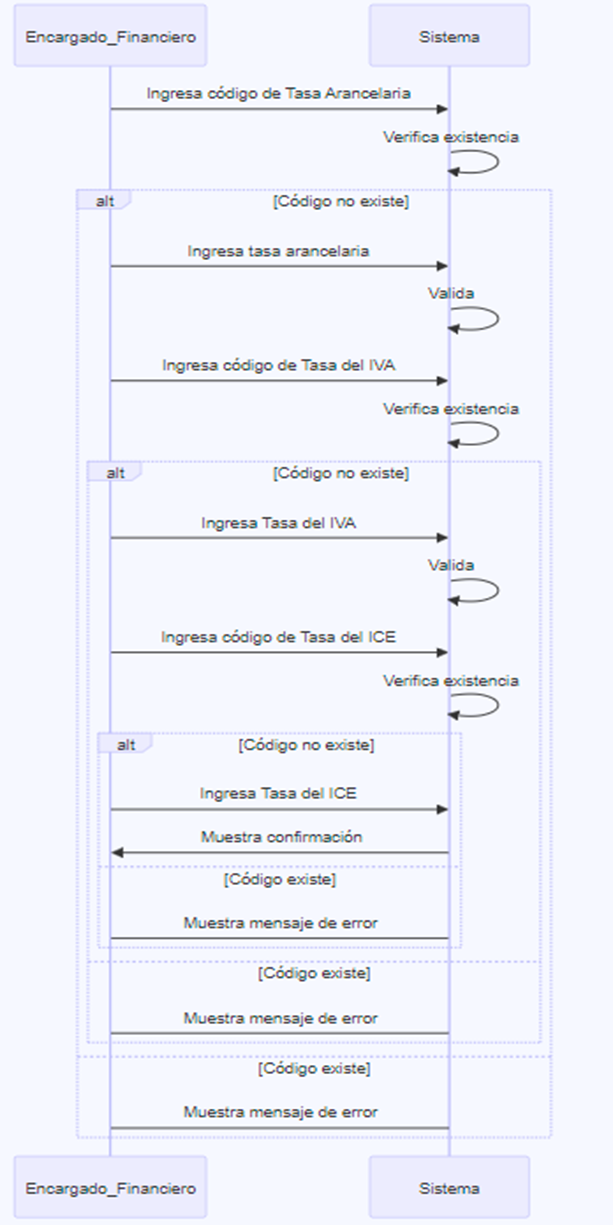 Encargado_Financiero
Sistema
Ingresa código de Tasa Arancelaria
Verifica existencia
alt
[Código no existe]
Ingresa tasa arancelaria
Valida
Ingresa código de Tasa del IVA
Verifica existencia
alt
[Código no existe]
Ingresa Tasa del IVA
Valida
Ingresa código de Tasa del ICE
Verifica existencia
alt
[Código no existe]
Ingresa Tasa del ICE
Muestra confirmación
[Código existe]
Muestra mensaje de error
[Código existe]
Muestra mensaje de error
[Código existe]
Muestra mensaje de error
Encargado_Financiero
Sistema